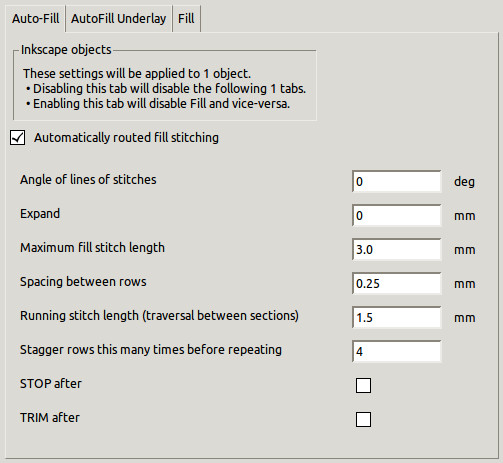 Auto-Fill AutoFill Underlay Fill
Inkscape objects
These settings will be applied to 1 object.
• Disabling this tab will disable the following 1 tabs.
• Enabling this tab will disable Fill and vice-versa.
Automatically routed fill stitching
Angle of lines of stitches 0 deg
Expand 0 mm
Maximum fill stitch length 3.0 mm
Spacing between rows 0.25 mm
Running stitch length (traversal between sections) 1.5 mm
Stagger rows this many times before repeating 4
STOP after
TRIM after